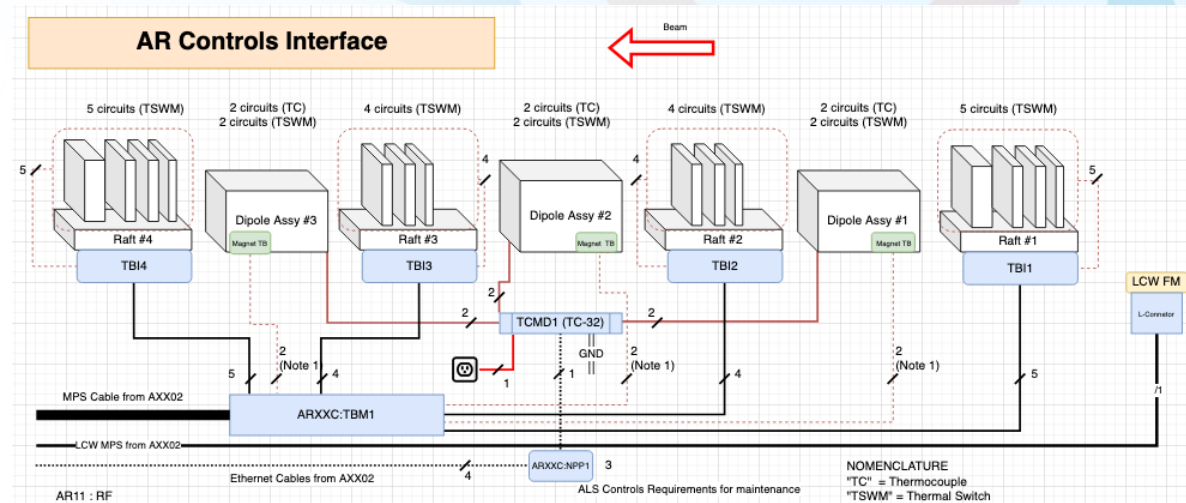 AR Controls Interface
Beam
5 circuits (TSWM)
2 circuits (TC)
2 circuits (TSWM)
4 circuits (TSWM)
2 circuits (TC)
2 circuits (TSWM)
4 circuits (TSWM)
2 circuits (TC)
2 circuits (TSWM)
5 circuits (TSWM)
5
4
4
5
Dipole Assy #3
Dipole Assy #2
Dipole Assy #1
Magnet TB
Magnet TB
Magnet TB
Raft #4
Raft #3
Raft #2
Raft #1
TBI4
TBI3
TBI2
TBI1
LCW FM
L-Connator
2
2
TCMD1 (TC-32)
2
GND
2
(Note 1)
2
(Note 1)
2
(Note 1)
5
4
1
1
4
5
/1
MPS Cable from AXX02
ARXXC:TBM1
LCW MPS from AXX02
Ethernet Cables from AXX02
4
ARXXC:NPP1
3
ALS Controls Requirements for maintenance
NOMENCLATURE
"TC" = Thermocouple
"TSWM" = Thermal Switch
AR11 : RF